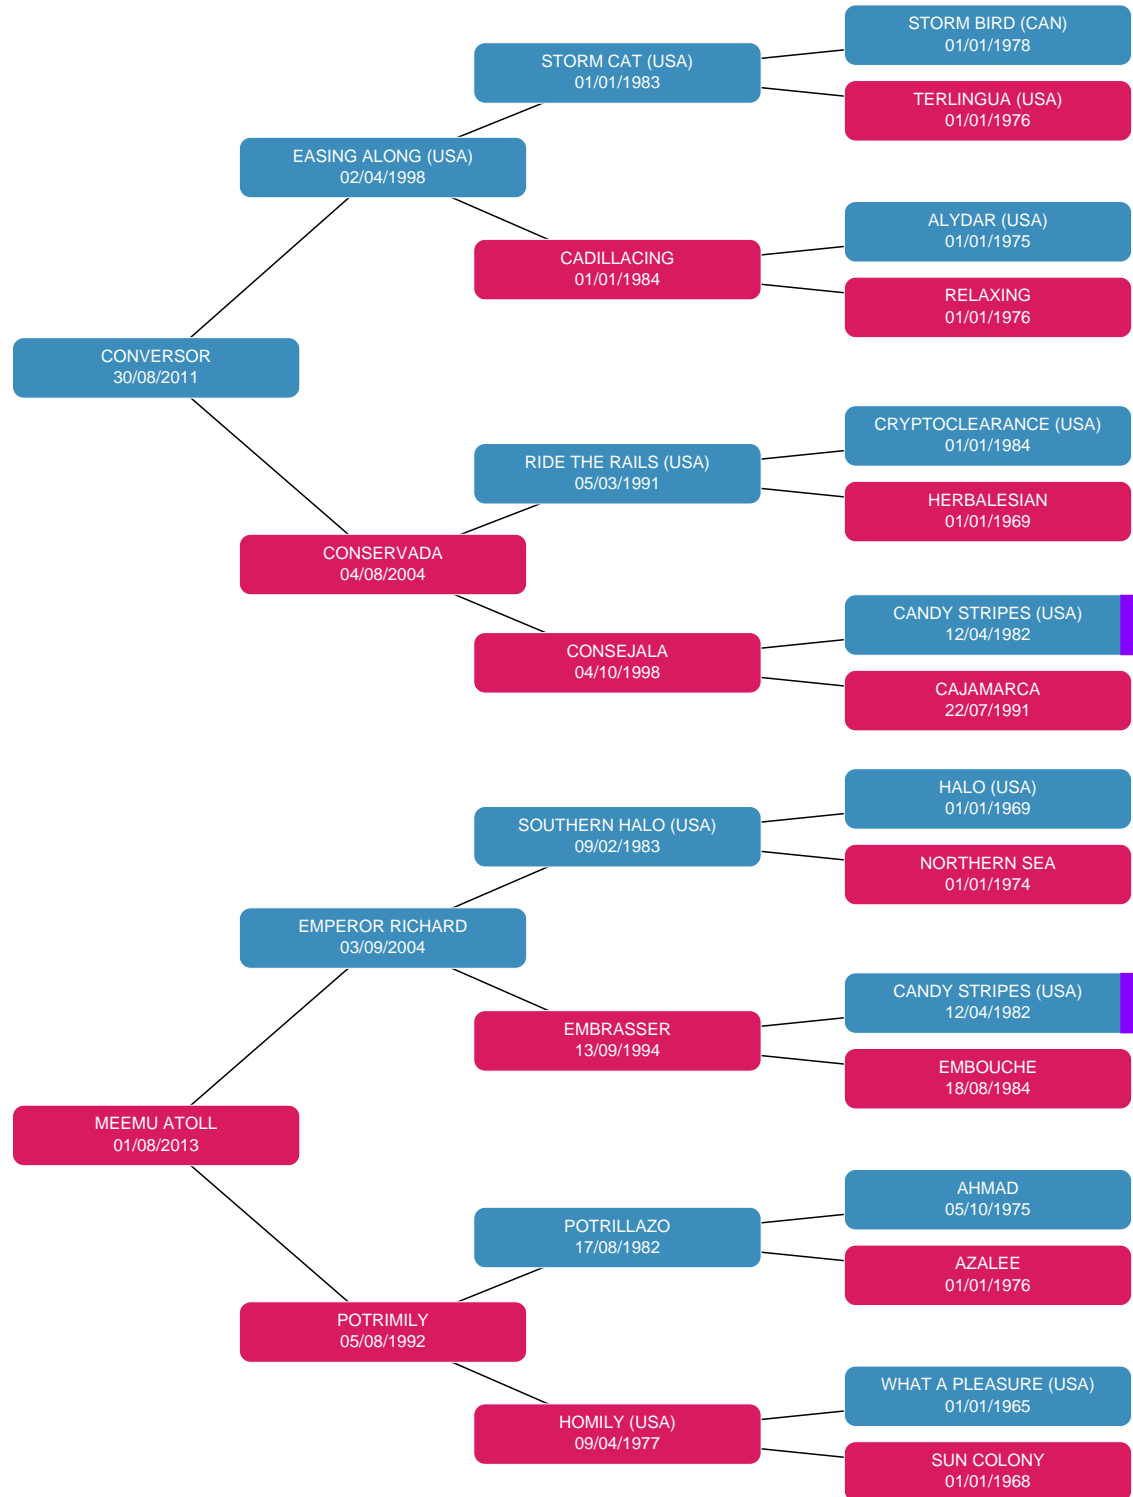 STORM BIRD (CAN)
01/01/1978
STORM CAT (USA)
01/01/1983
TERLINGUA (USA)
01/01/1976
EASING ALONG (USA)
02/04/1998
ALYDAR (USA)
01/01/1975
CADILLACING
01/01/1984
RELAXING
01/01/1976
CONVERSOR
30/08/2011
CRYPTOCLEARANCE (USA)
01/01/1984
RIDE THE RAILS (USA)
05/03/1991
HERBALESIAN
01/01/1969
CONSERVADA
04/08/2004
CANDY STRIPES (USA)
12/04/1982
CONSEJALA
04/10/1998
CAJAMARCA
22/07/1991
HALO (USA)
01/01/1969
SOUTHERN HALO (USA)
09/02/1983
NORTHERN SEA
01/01/1974
EMPEROR RICHARD
03/09/2004
CANDY STRIPES (USA)
12/04/1982
EMBRASSER
13/09/1994
EMBOUCHE
18/08/1984
MEEMU ATOLL
01/08/2013
AHMAD
05/10/1975
POTRILLAZO
17/08/1982
AZALEE
01/01/1976
POTRIMILY
05/08/1992
WHAT A PLEASURE (USA)
01/01/1965
HOMILY (USA)
09/04/1977
SUN COLONY
01/01/1968